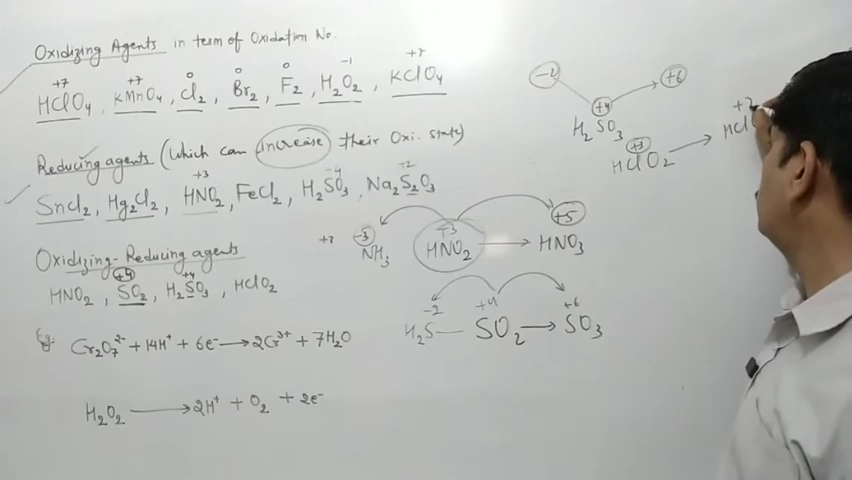 Oxidizing Agents in term of Oxidation No.
+7 +7 0 0 0 -1 +7
HClO4, KMnO4, Cl2, Br2, F2, H2O2, KClO4
Reducing agents (which can increase their Oxi. state)
+3 +4 +2
SnCl2, Hg2Cl2, HNO2, FeCl2, H2SO3, Na2S2O3
Oxidizing-Reducing agents
+4 +4
HNO2, SO2, H2SO3, HClO2
Eg:- Cr2O7²⁻ + 14H⁺ + 6e⁻ → 2Cr³⁺ + 7H2O
H2O2 → 2H⁺ + O2 + 2e⁻
-2 +4 +6
H2SO3
+3
HClO2 →
HCl
+3 -3 +3 +5
NH3 HNO2 → HNO3
-2 +4 +6
H2S — SO2 → SO3